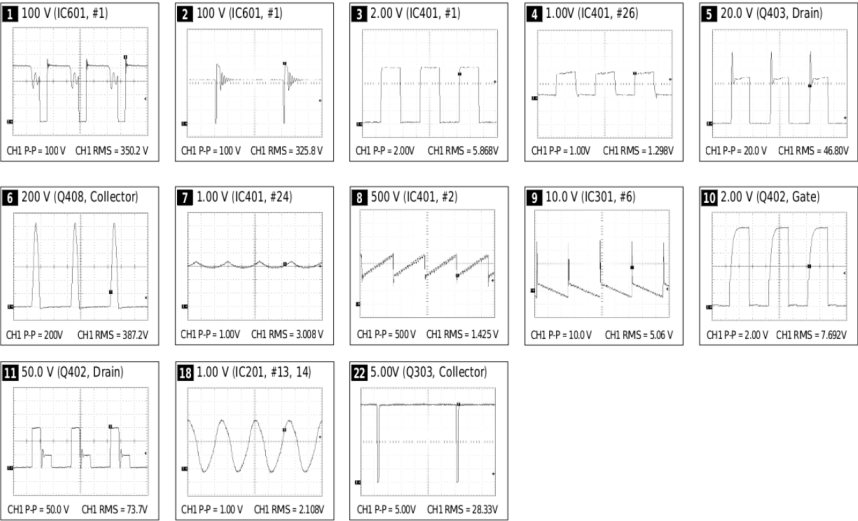 1 100 V (IC601, #1)
CH1 P-P = 100 V CH1 RMS = 350.2 V
2 100 V (IC601, #1)
CH1 P-P = 100 V CH1 RMS = 325.8 V
3 2.00 V (IC401, #1)
CH1 P-P = 2.00V CH1 RMS = 5.868V
4 1.00V (IC401, #26)
CH1 P-P = 1.00V CH1 RMS = 1.298V
5 20.0 V (Q403, Drain)
CH1 P-P = 20.0 V CH1 RMS = 46.80V
6 200 V (Q408, Collector)
CH1 P-P = 200V CH1 RMS = 387.2V
7 1.00 V (IC401, #24)
CH1 P-P = 1.00V CH1 RMS = 3.008 V
8 500 V (IC401, #2)
CH1 P-P = 500 V CH1 RMS = 1.425 V
9 10.0 V (IC301, #6)
CH1 P-P = 10.0 V CH1 RMS = 5.06 V
10 2.00 V (Q402, Gate)
CH1 P-P = 2.00 V CH1 RMS = 7.692V
11 50.0 V (Q402, Drain)
CH1 P-P = 50.0 V CH1 RMS = 73.7V
18 1.00 V (IC201, #13, 14)
CH1 P-P = 1.00 V CH1 RMS = 2.108V
22 5.00V (Q303, Collector)
CH1 P-P = 5.00V CH1 RMS = 28.33V